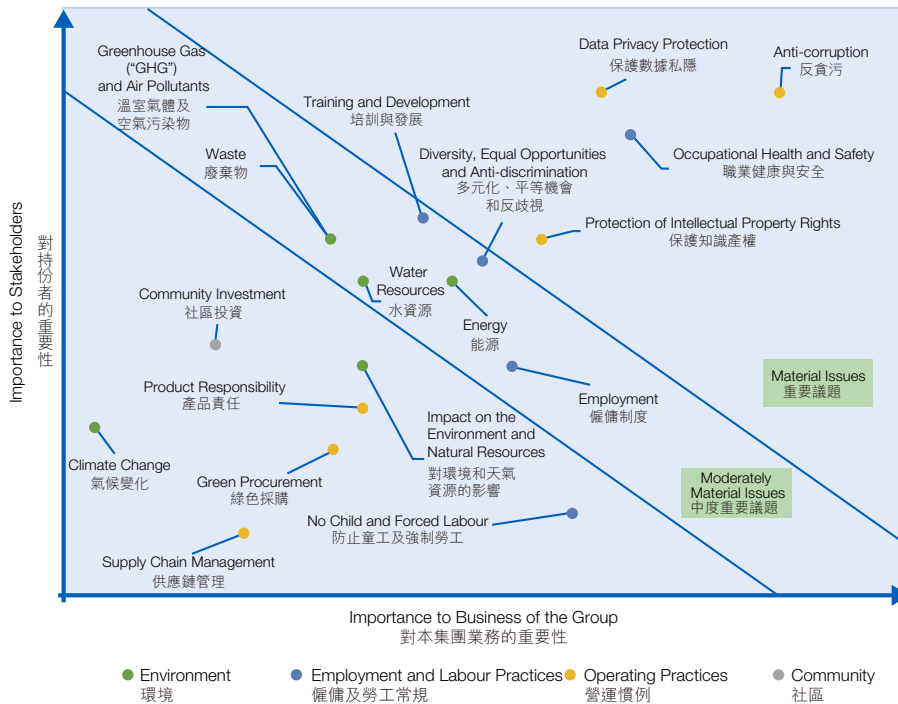 Importance to Stakeholders
對持份者的重要性
Greenhouse Gas
(“GHG”)
and Air Pollutants
溫室氣體及
空氣污染物
Waste
廢棄物
Training and Development
培訓與發展
Data Privacy Protection
保護數據私隱
Anti-corruption
反貪污
Diversity, Equal Opportunities
and Anti-discrimination
多元化、平等機會
和反歧視
Occupational Health and Safety
職業健康與安全
Protection of Intellectual Property Rights
保護知識產權
Water
Resources
水資源
Community Investment
社區投資
Energy
能源
Product Responsibility
產品責任
Employment
僱傭制度
Material Issues
重要議題
Impact on the
Environment and
Natural Resources
對環境和天氣
資源的影響
Climate Change
氣候變化
Green Procurement
綠色採購
Moderately
Material Issues
中度重要議題
No Child and Forced Labour
防止童工及強制勞工
Supply Chain Management
供應鏈管理
Importance to Business of the Group
對本集團業務的重要性
Environment
環境
Employment and Labour Practices
僱傭及勞工常規
Operating Practices
營運慣例
Community
社區